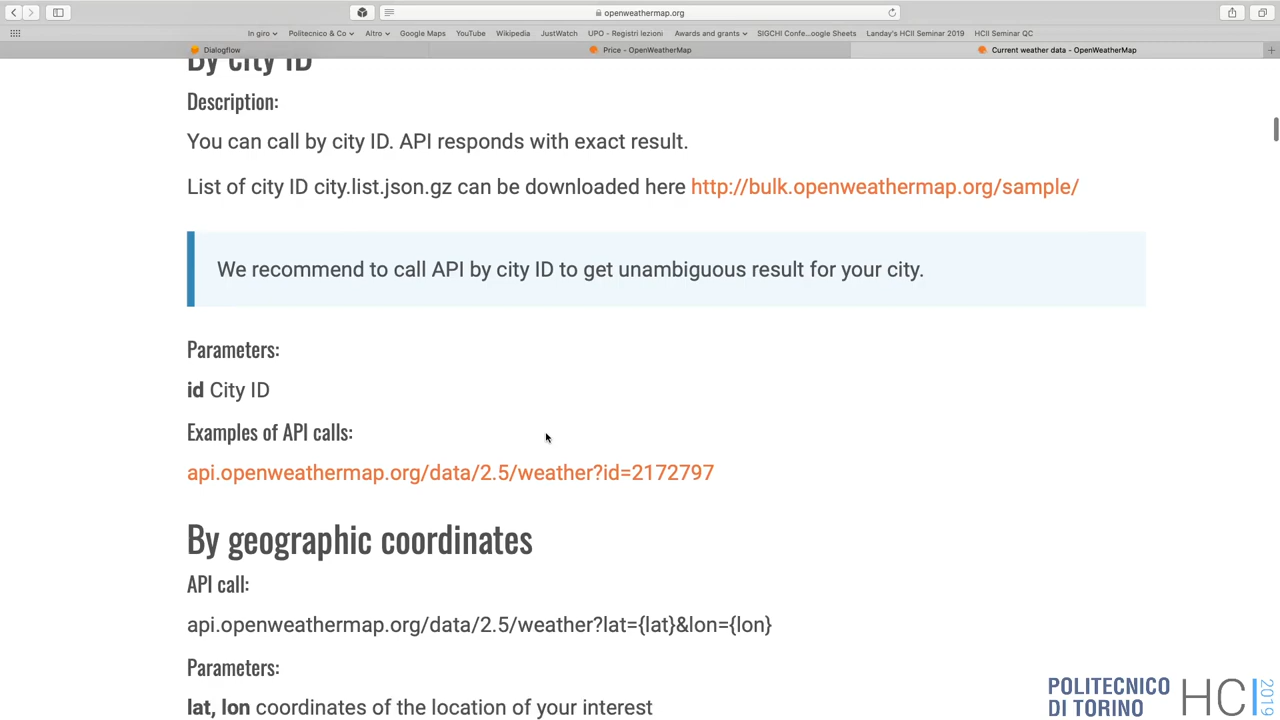 openweathermap.org
In giro
Politecnico & Co
Altro
Google Maps
YouTube
Wikipedia
JustWatch
UPO - Registri lezioni
Awards and grants
SIGCHI Confe...oogle Sheets
Landay's HCII Seminar 2019
HCII Seminar QC
Dialogflow
Price - OpenWeatherMap
Current weather data - OpenWeatherMap
By city ID
Description:
You can call by city ID. API responds with exact result.
List of city ID city.list.json.gz can be downloaded here http://bulk.openweathermap.org/sample/
We recommend to call API by city ID to get unambiguous result for your city.
Parameters:
id City ID
Examples of API calls:
api.openweathermap.org/data/2.5/weather?id=2172797
By geographic coordinates
API call:
api.openweathermap.org/data/2.5/weather?lat={lat}&lon={lon}
Parameters:
lat, lon coordinates of the location of your interest
POLITECNICO
DI TORINO
HCI
2019